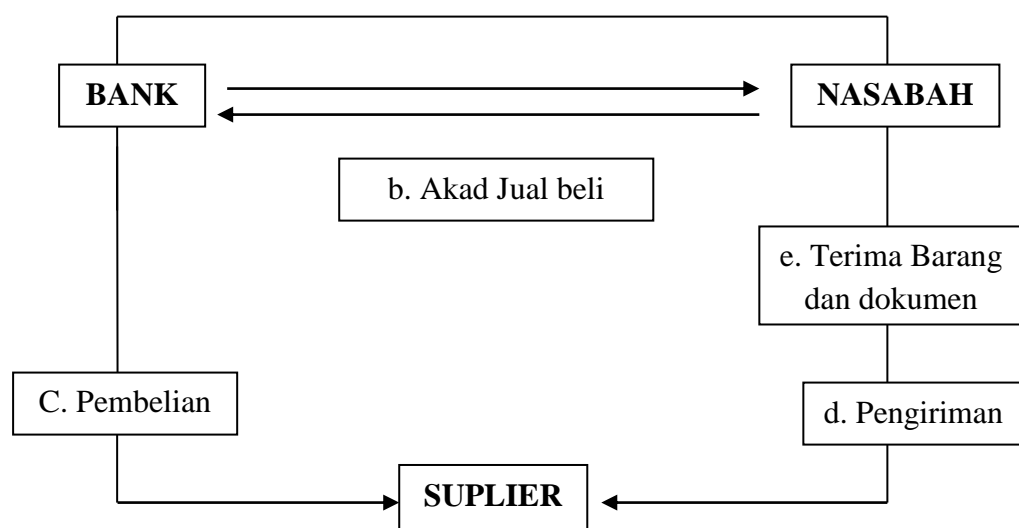 BANK
NASABAH
b. Akad Jual beli
e. Terima Barang
dan dokumen
C. Pembelian
d. Pengiriman
SUPLIER